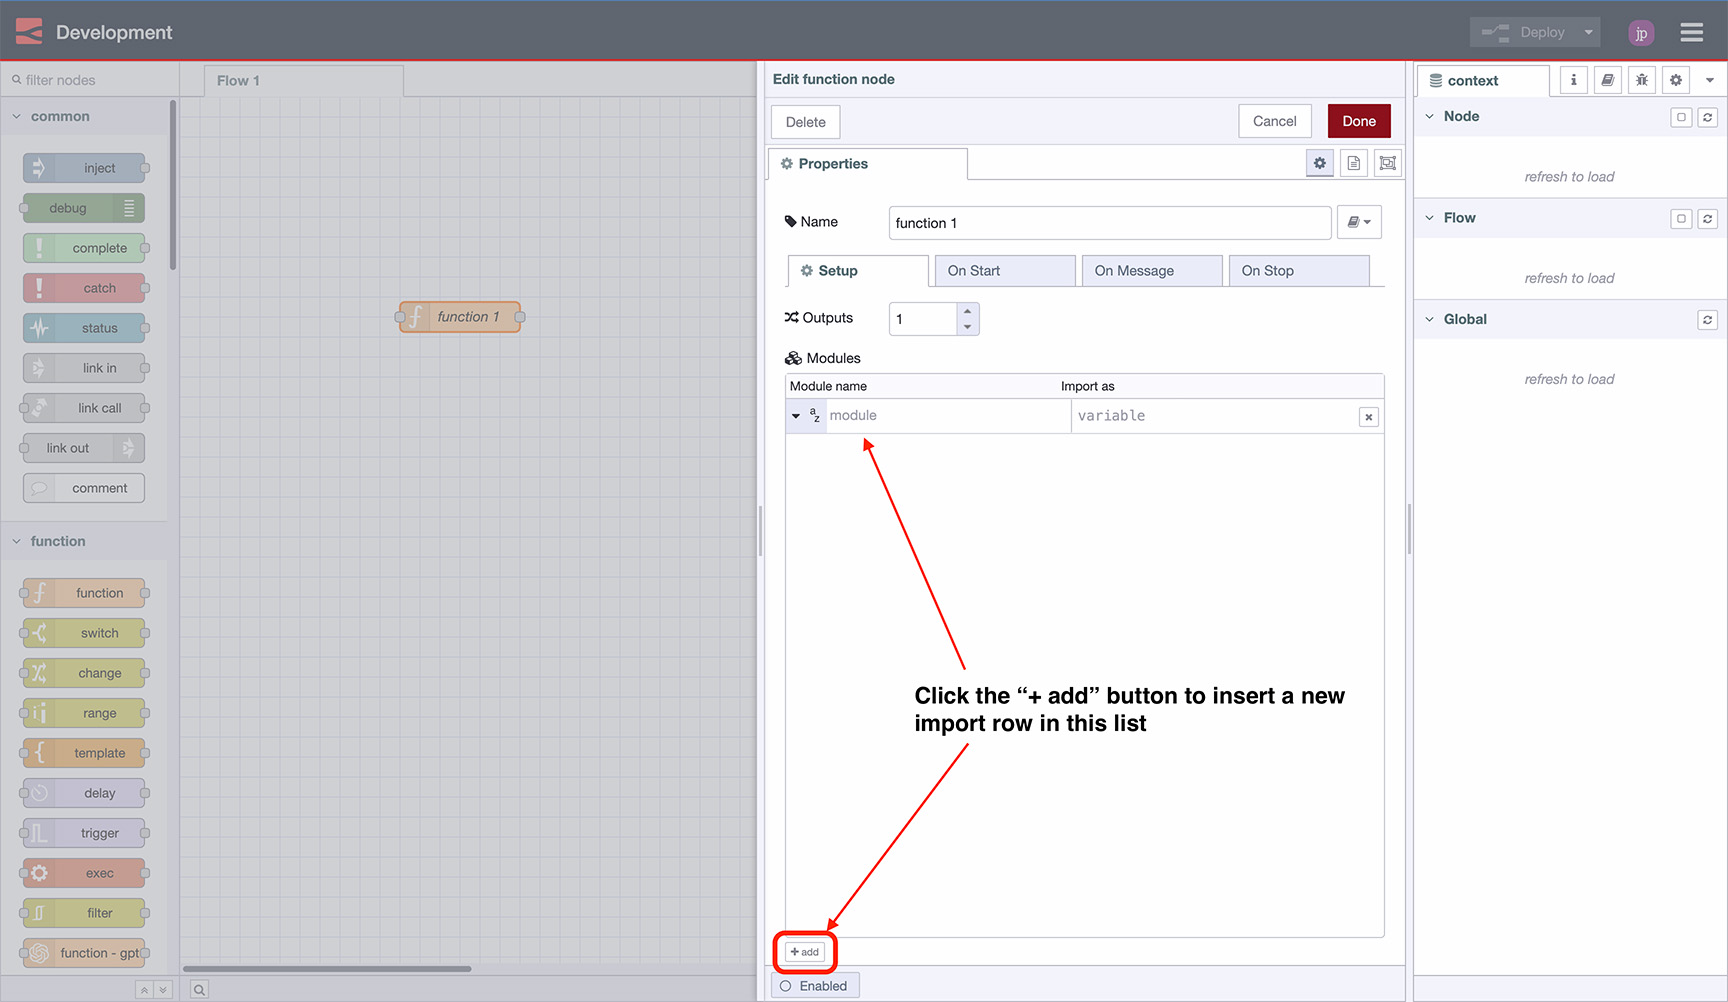 Development
Deploy
jp
filter nodes
Flow 1
common
inject
debug
complete
catch
status
link in
link call
link out
comment
function
function
switch
change
range
template
delay
trigger
exec
filter
function - gpt
function 1
Edit function node
Delete
Cancel
Done
Properties
Name
function 1
Setup
On Start
On Message
On Stop
Outputs
1
Modules
Module name
Import as
a
z
module
variable
Click the “+ add” button to insert a new
import row in this list
+ add
Enabled
context
i
Node
refresh to load
Flow
refresh to load
Global
refresh to load